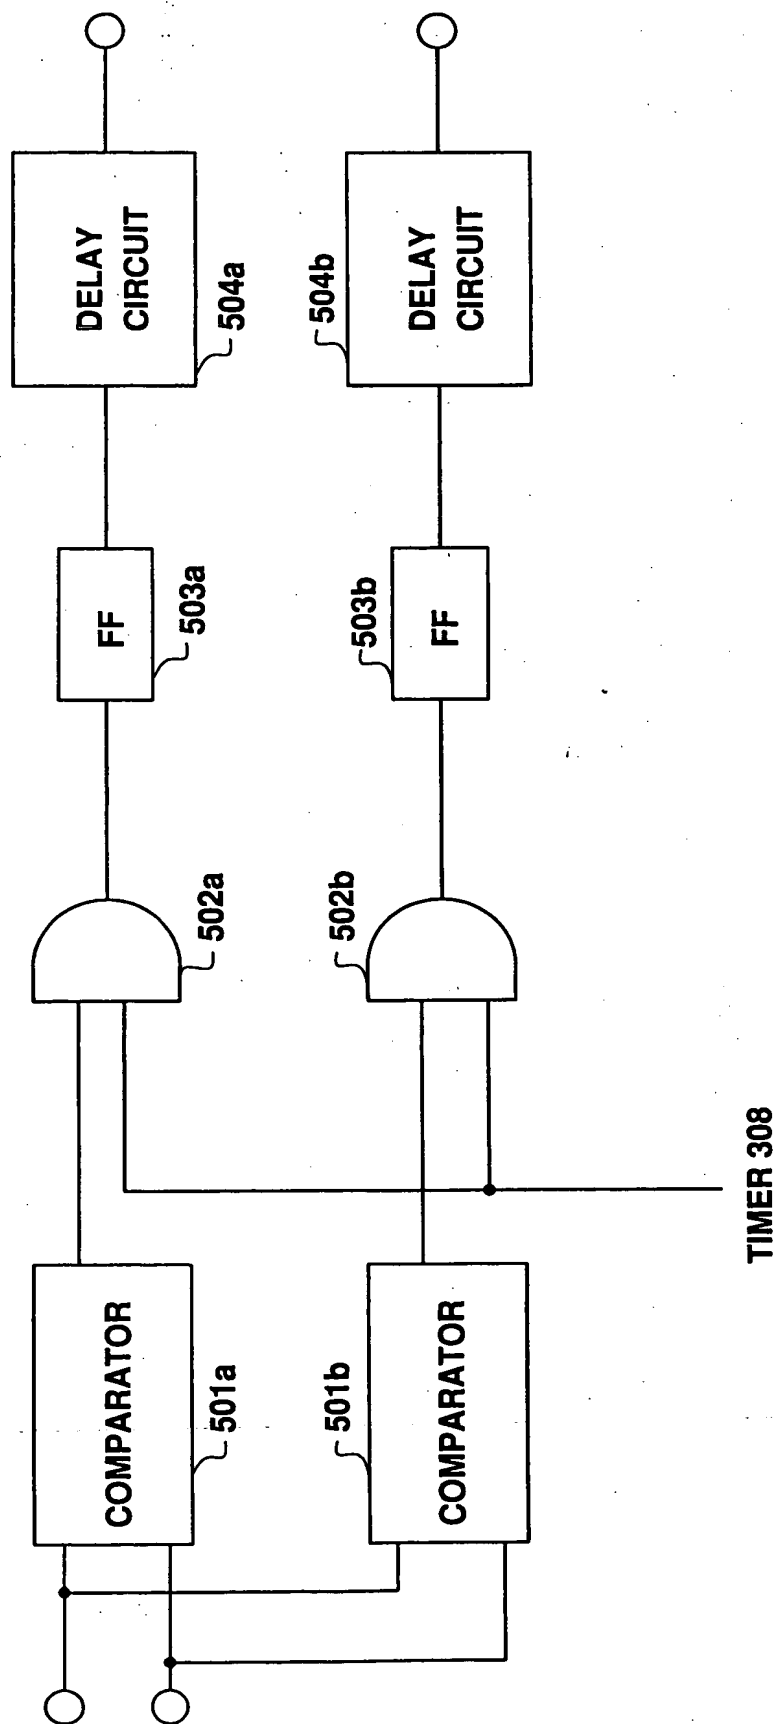 COMPARATOR
501a
502a
FF
503a
DELAY
CIRCUIT
504a
COMPARATOR
501b
502b
FF
503b
DELAY
CIRCUIT
504b
TIMER 308